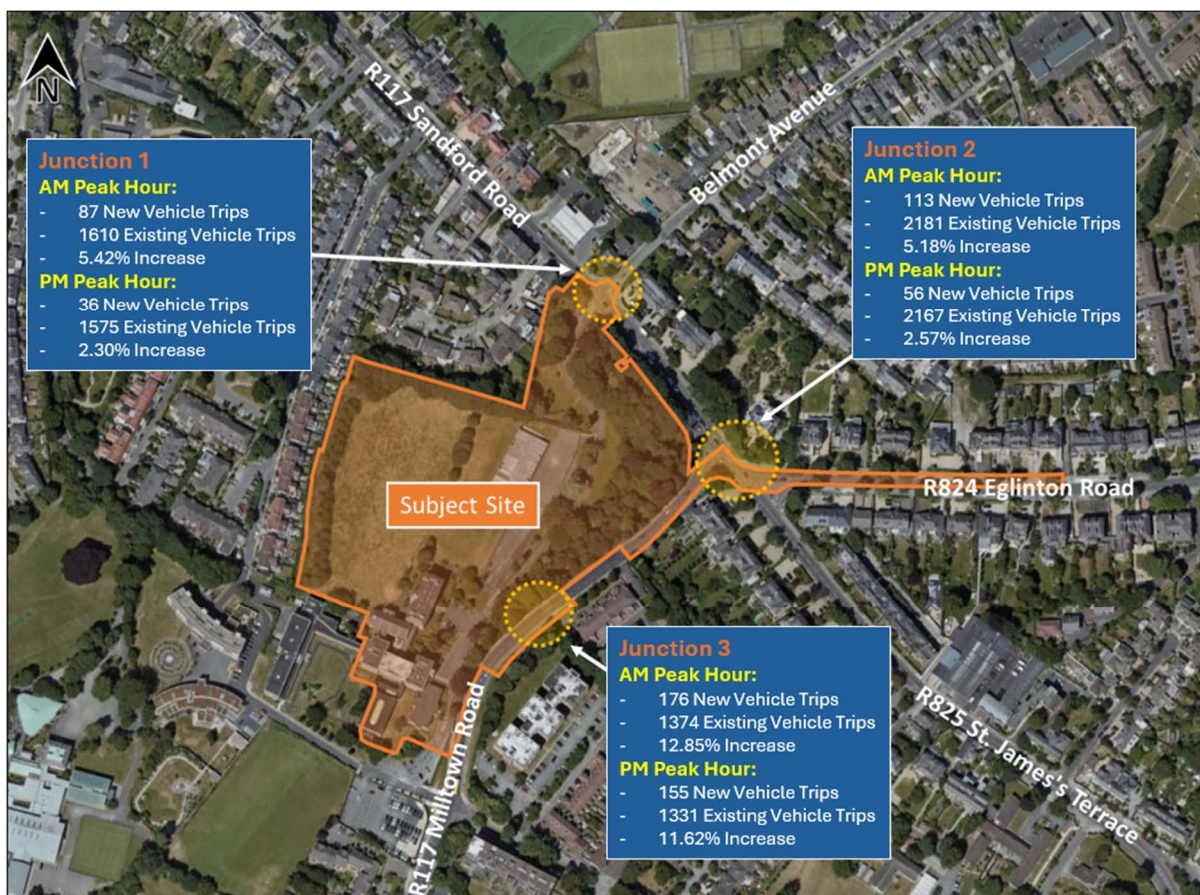 N
R117 Sandford Road
Belmont Avenue
Junction 1
AM Peak Hour:
- 87 New Vehicle Trips
- 1610 Existing Vehicle Trips
- 5.42% Increase
PM Peak Hour:
- 36 New Vehicle Trips
- 1575 Existing Vehicle Trips
- 2.30% Increase
Junction 2
AM Peak Hour:
- 113 New Vehicle Trips
- 2181 Existing Vehicle Trips
- 5.18% Increase
PM Peak Hour:
- 56 New Vehicle Trips
- 2167 Existing Vehicle Trips
- 2.57% Increase
Subject Site
R824 Eglinton Road
Junction 3
AM Peak Hour:
- 176 New Vehicle Trips
- 1374 Existing Vehicle Trips
- 12.85% Increase
PM Peak Hour:
- 155 New Vehicle Trips
- 1331 Existing Vehicle Trips
- 11.62% Increase
R117 Milltown Road
R825 St. James's Terrace